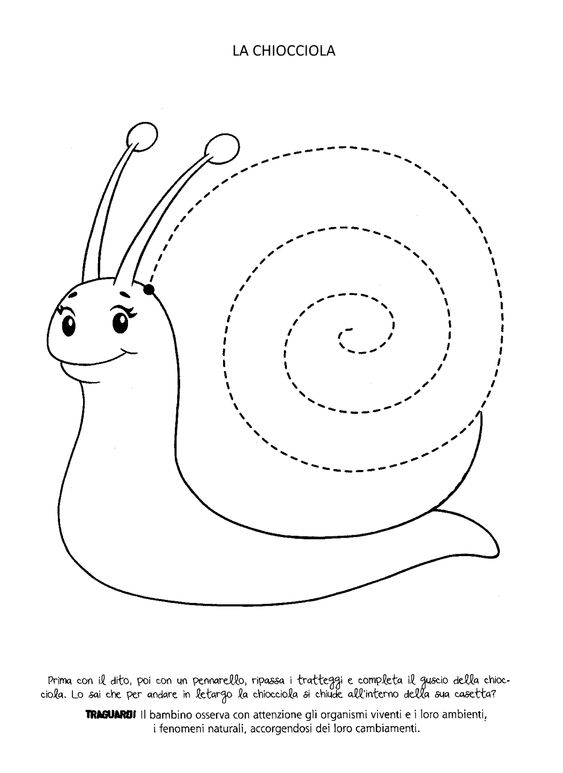 LA CHIOCCIOLA
Prima con il dito, poi con un pennarello, ripassa i tratteggi e completa il guscio della chioc-
ciola. Lo sai che per andare in letargo la chiocciola si chiude all'interno della sua casetta?
TRAGUARDI Il bambino osserva con attenzione gli organismi viventi e i loro ambienti,
i fenomeni naturali, accorgendosi dei loro cambiamenti.